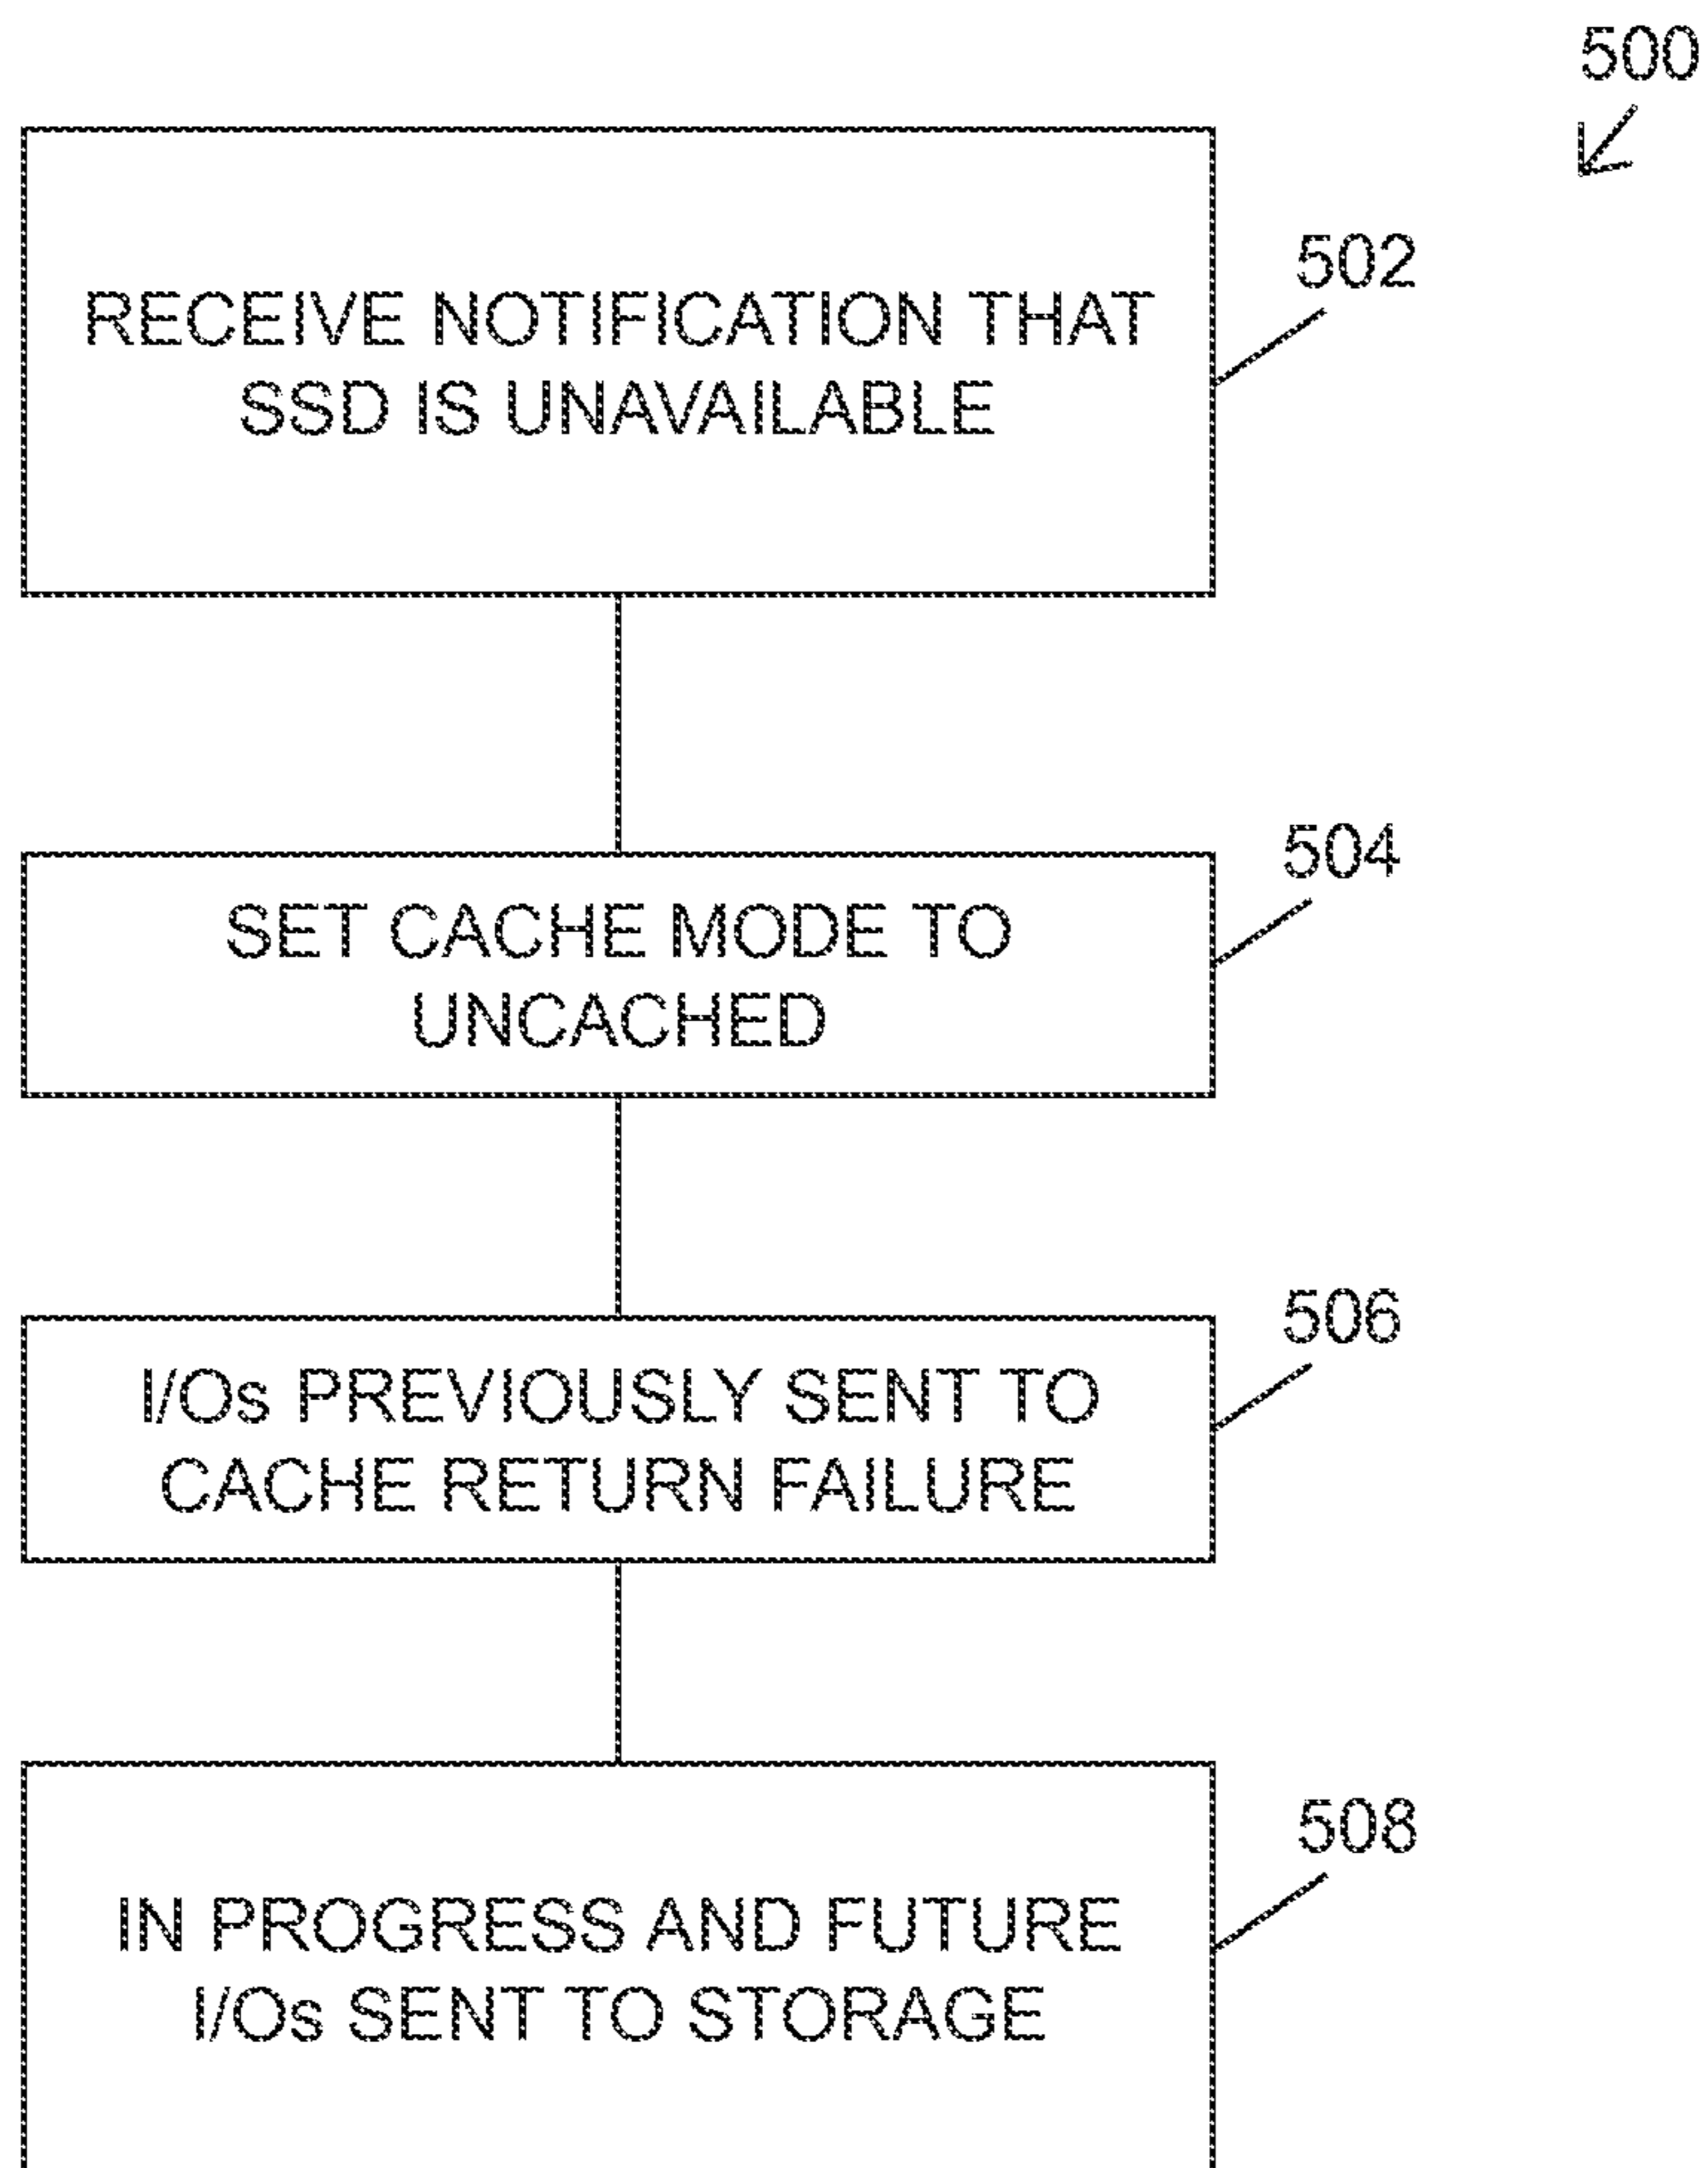 500
502
RECEIVE NOTIFICATION THAT
SSD IS UNAVAILABLE
504
SET CACHE MODE TO
UNCACHED
506
I/Os PREVIOUSLY SENT TO
CACHE RETURN FAILURE
508
IN PROGRESS AND FUTURE
I/Os SENT TO STORAGE